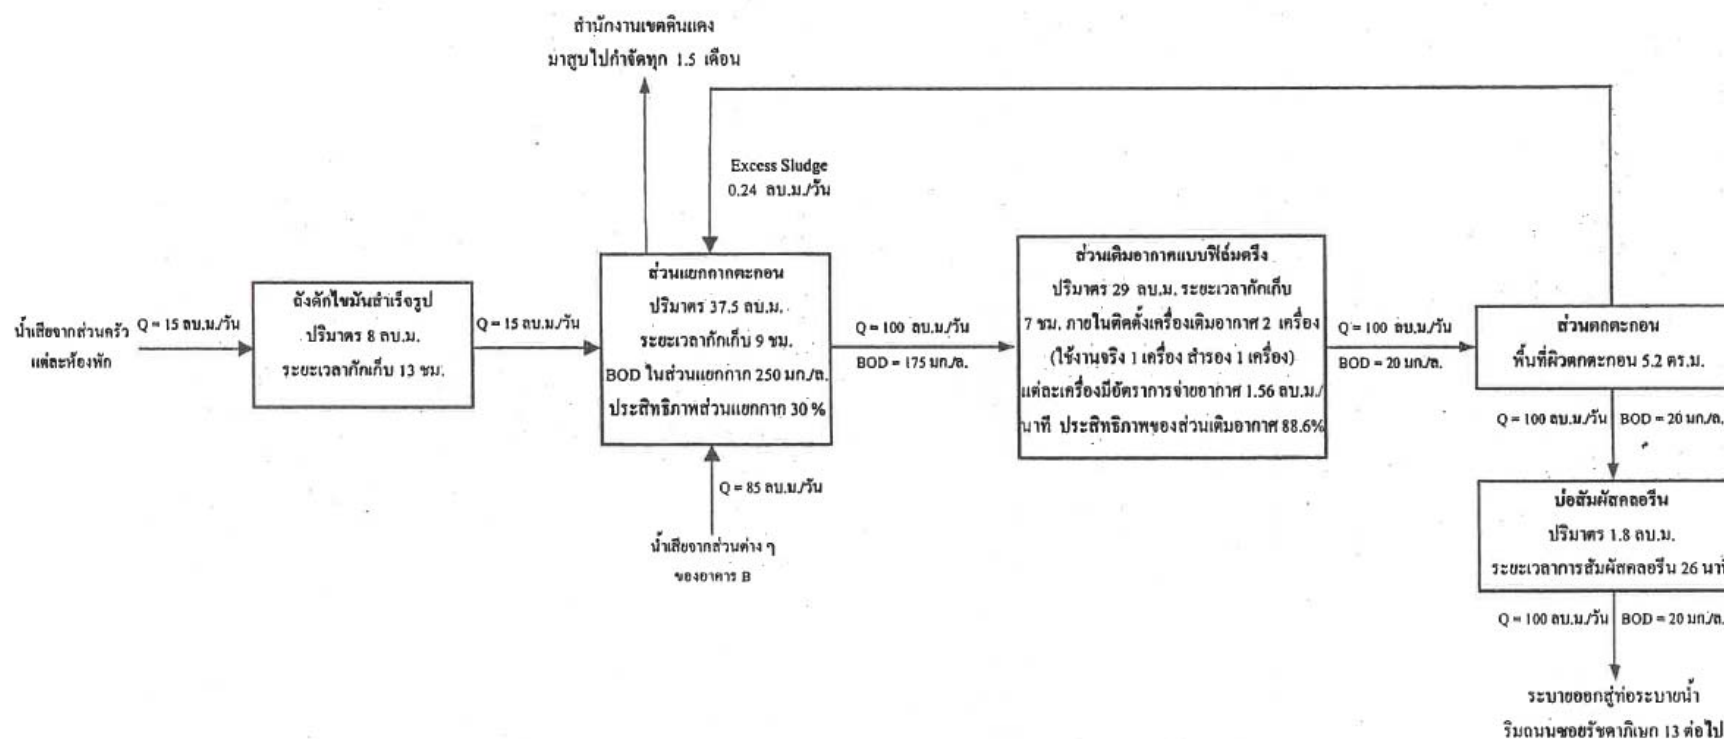 สำนักงานเขตดินแดง
มาสูบไปกำจัดทุก 1.5 เดือน
Excess Sludge
0.24 ลบ.ม./วัน
น้ำเสียจากส่วนครัว
แต่ละห้องพัก
Q = 15 ลบ.ม./วัน
ถังดักไขมันสำเร็จรูป
ปริมาตร 8 ลบ.ม.
ระยะเวลากักเก็บ 13 ชม.
Q = 15 ลบ.ม./วัน
ส่วนแยกกากตะกอน
ปริมาตร 37.5 ลบ.ม.
ระยะเวลากักเก็บ 9 ชม.
BOD ในส่วนแยกกาก 250 มก./ล.
ประสิทธิภาพส่วนแยกกาก 30 %
Q = 85 ลบ.ม./วัน
น้ำเสียจากส่วนต่าง ๆ
ของอาคาร B
Q = 100 ลบ.ม./วัน
BOD = 175 มก./ล.
ส่วนเติมอากาศแบบฟิล์มตรึง
ปริมาตร 29 ลบ.ม. ระยะเวลากักเก็บ
7 ชม. ภายในติดตั้งเครื่องเติมอากาศ 2 เครื่อง
(ใช้งานจริง 1 เครื่อง สำรอง 1 เครื่อง)
แต่ละเครื่องมีอัตราการจ่ายอากาศ 1.56 ลบ.ม./
นาที ประสิทธิภาพของส่วนเติมอากาศ 88.6%
Q = 100 ลบ.ม./วัน
BOD = 20 มก./ล.
ส่วนตกตะกอน
พื้นที่ผิวตกตะกอน 5.2 ตร.ม.
Q = 100 ลบ.ม./วัน BOD = 20 มก./ล.
บ่อสัมผัสคลอรีน
ปริมาตร 1.8 ลบ.ม.
ระยะเวลาการสัมผัสคลอรีน 26 นาที
Q = 100 ลบ.ม./วัน BOD = 20 มก./ล.
ระบายออกสู่ท่อระบายน้ำ
ริมถนนซอยรัชดาภิเษก 13 ต่อไป